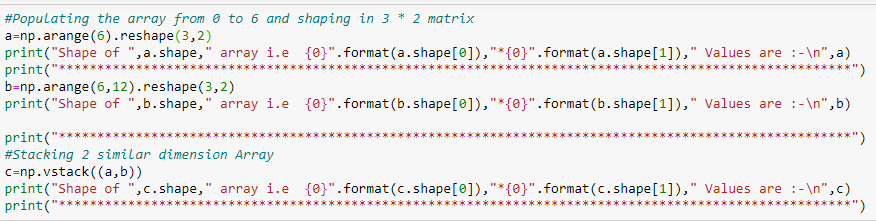 #Populating the array from 0 to 6 and shaping in 3 * 2 matrix
a=np.arange(6).reshape(3,2)
print("Shape of ",a.shape," array i.e  {0}".format(a.shape[0]),"*{0}".format(a.shape[1])," Values are :-\n",a)
print("*******************************************************************************************************")
b=np.arange(6,12).reshape(3,2)
print("Shape of ",b.shape," array i.e  {0}".format(b.shape[0]),"*{0}".format(b.shape[1])," Values are :-\n",b)
print("*******************************************************************************************************")
#Stacking 2 similar dimension Array
c=np.vstack((a,b))
print("Shape of ",c.shape," array i.e  {0}".format(c.shape[0]),"*{0}".format(c.shape[1])," Values are :-\n",c)
print("*******************************************************************************************************")